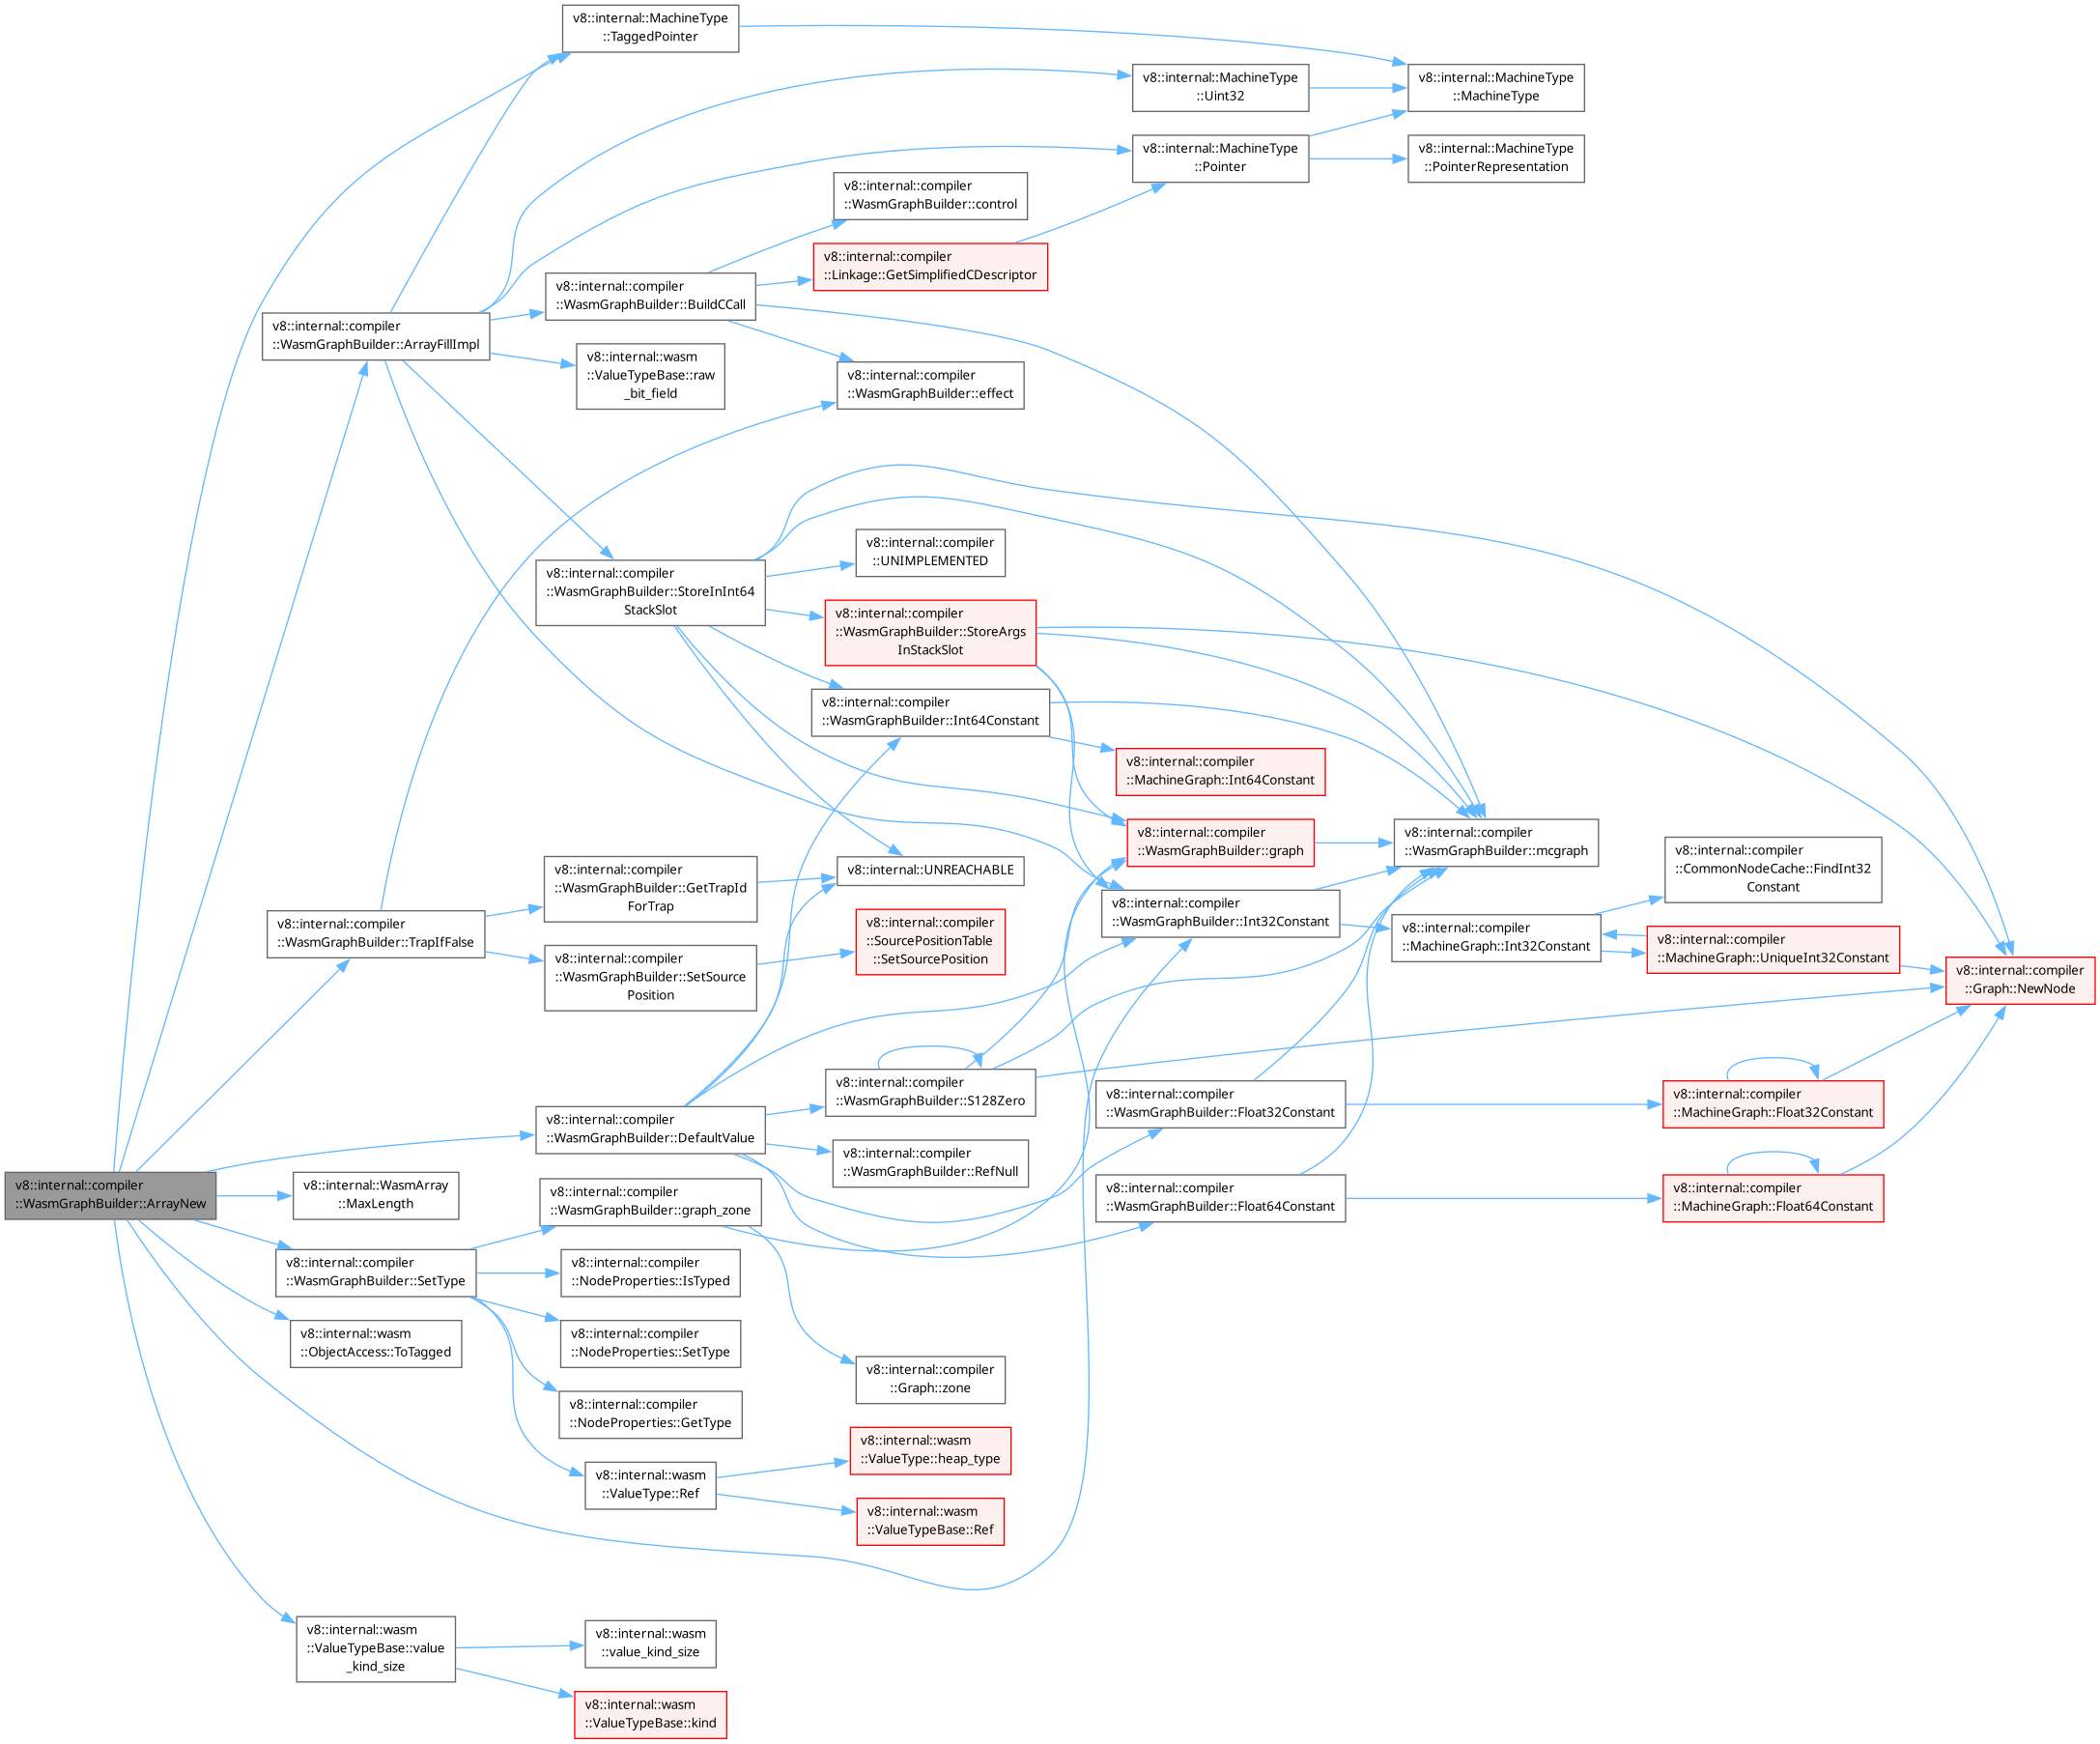 v8::internal::MachineType
::TaggedPointer
v8::internal::MachineType
::Uint32
v8::internal::MachineType
::MachineType
v8::internal::MachineType
::Pointer
v8::internal::MachineType
::PointerRepresentation
v8::internal::compiler
::WasmGraphBuilder::control
v8::internal::compiler
::Linkage::GetSimplifiedCDescriptor
v8::internal::compiler
::WasmGraphBuilder::BuildCCall
v8::internal::compiler
::WasmGraphBuilder::ArrayFillImpl
v8::internal::wasm
::ValueTypeBase::raw
_bit_field
v8::internal::compiler
::WasmGraphBuilder::effect
v8::internal::compiler
::UNIMPLEMENTED
v8::internal::compiler
::WasmGraphBuilder::StoreInInt64
StackSlot
v8::internal::compiler
::WasmGraphBuilder::StoreArgs
InStackSlot
v8::internal::compiler
::WasmGraphBuilder::Int64Constant
v8::internal::compiler
::MachineGraph::Int64Constant
v8::internal::compiler
::WasmGraphBuilder::graph
v8::internal::compiler
::WasmGraphBuilder::mcgraph
v8::internal::compiler
::CommonNodeCache::FindInt32
Constant
v8::internal::compiler
::WasmGraphBuilder::GetTrapId
ForTrap
v8::internal::UNREACHABLE
v8::internal::compiler
::WasmGraphBuilder::Int32Constant
v8::internal::compiler
::MachineGraph::Int32Constant
v8::internal::compiler
::MachineGraph::UniqueInt32Constant
v8::internal::compiler
::Graph::NewNode
v8::internal::compiler
::WasmGraphBuilder::TrapIfFalse
v8::internal::compiler
::WasmGraphBuilder::SetSource
Position
v8::internal::compiler
::SourcePositionTable
::SetSourcePosition
v8::internal::compiler
::WasmGraphBuilder::S128Zero
v8::internal::compiler
::WasmGraphBuilder::Float32Constant
v8::internal::compiler
::MachineGraph::Float32Constant
v8::internal::compiler
::WasmGraphBuilder::DefaultValue
v8::internal::compiler
::WasmGraphBuilder::RefNull
v8::internal::compiler
::WasmGraphBuilder::Float64Constant
v8::internal::compiler
::MachineGraph::Float64Constant
v8::internal::compiler
::WasmGraphBuilder::ArrayNew
v8::internal::WasmArray
::MaxLength
v8::internal::compiler
::WasmGraphBuilder::graph_zone
v8::internal::compiler
::WasmGraphBuilder::SetType
v8::internal::compiler
::NodeProperties::IsTyped
v8::internal::wasm
::ObjectAccess::ToTagged
v8::internal::compiler
::NodeProperties::SetType
v8::internal::compiler
::Graph::zone
v8::internal::compiler
::NodeProperties::GetType
v8::internal::wasm
::ValueType::heap_type
v8::internal::wasm
::ValueType::Ref
v8::internal::wasm
::ValueTypeBase::Ref
v8::internal::wasm
::ValueTypeBase::value
_kind_size
v8::internal::wasm
::value_kind_size
v8::internal::wasm
::ValueTypeBase::kind